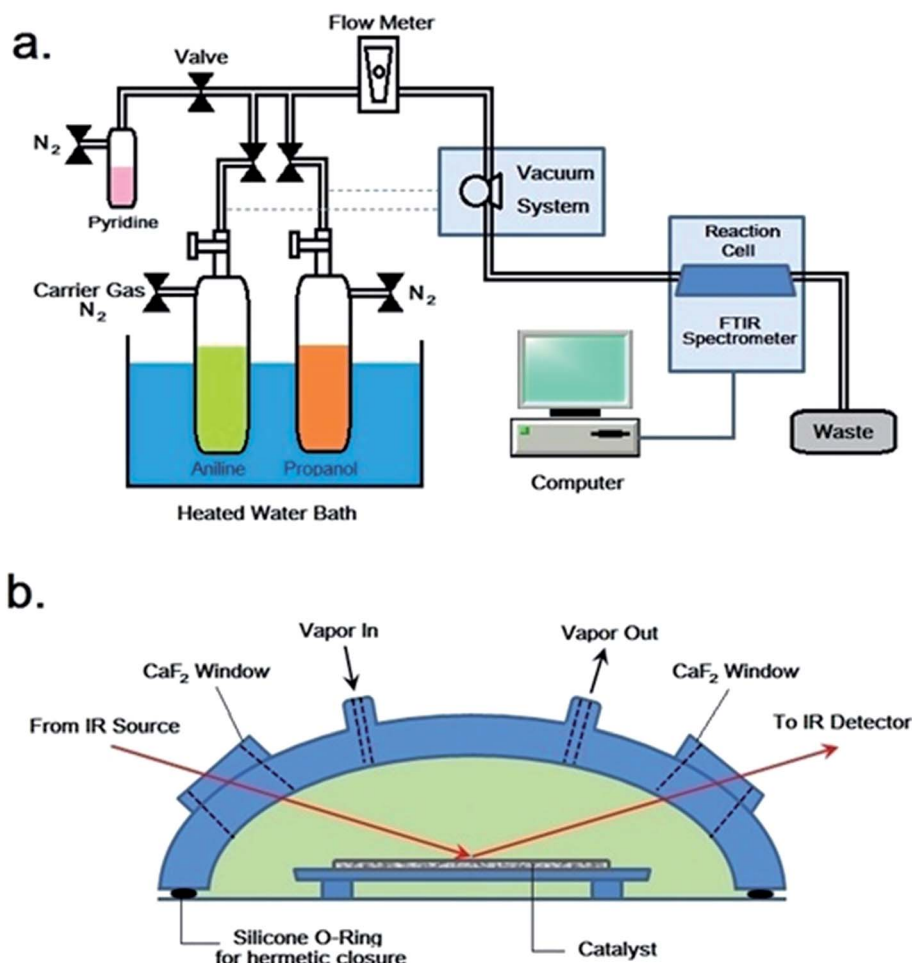 a.
Flow Meter
Valve
N₂
Pyridine
Vacuum
System
Reaction
Cell
Carrier Gas
N₂
N₂
FTIR
Spectrometer
Aniline
Propanol
Waste
Computer
Heated Water Bath
b.
Vapor In
Vapor Out
CaF₂ Window
CaF₂ Window
From IR Source
To IR Detector
Silicone O-Ring
for hermetic closure
Catalyst